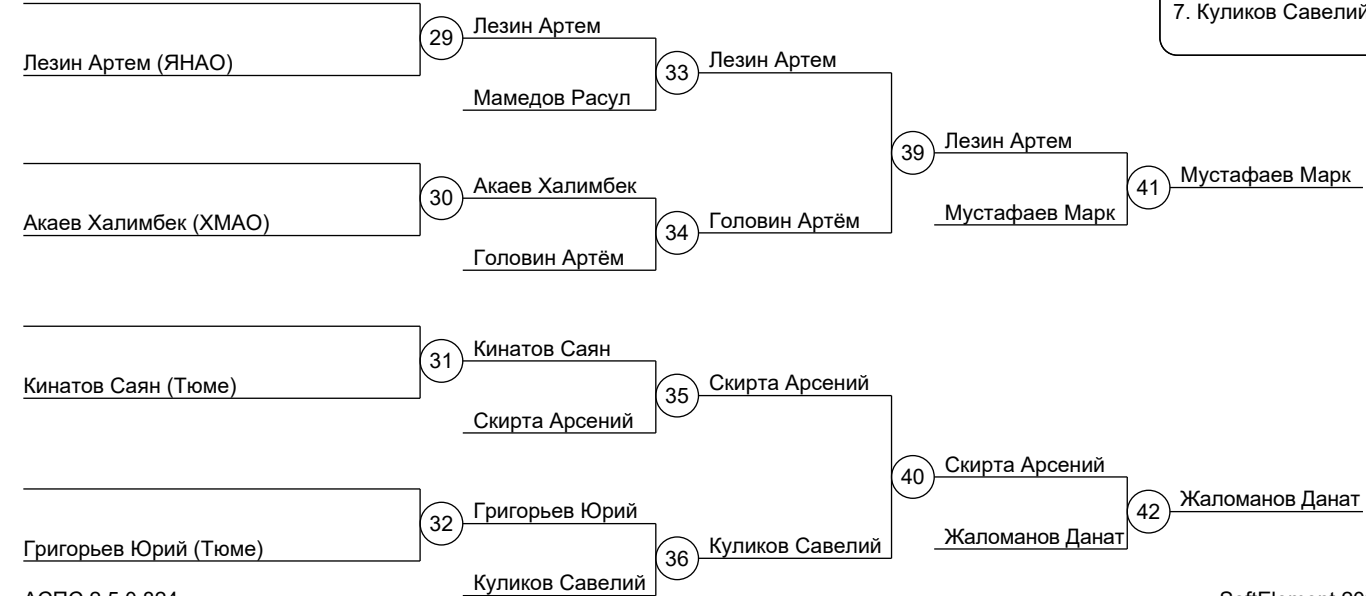 7. Куликов Савелий
29
Лезин Артем
Лезин Артем (ЯНАО)
33
Лезин Артем
Мамедов Расул
39
Лезин Артем
30
Акаев Халимбек
41
Мустафаев Марк
Акаев Халимбек (ХМАО)
34
Головин Артём
Мустафаев Марк
Головин Артём
31
Кинатов Саян
Кинатов Саян (Тюме)
35
Скирта Арсений
Скирта Арсений
40
Скирта Арсений
32
Григорьев Юрий
42
Жаломанов Данат
Григорьев Юрий (Тюме)
36
Куликов Савелий
Жаломанов Данат
Куликов Савелий